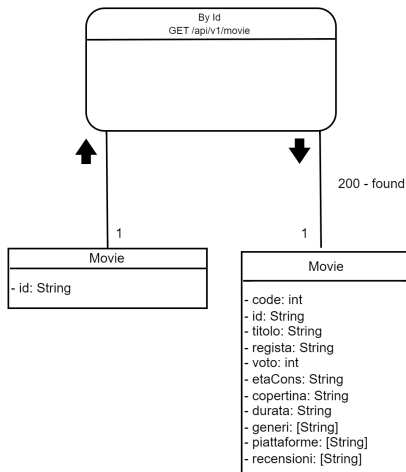 By Id
GET /api/v1/movie
200 - found
1
1
Movie
- id: String
Movie
- code: int
- id: String
- titolo: String
- regista: String
- voto: int
- etaCons: String
- copertina: String
- durata: String
- generi: [String]
- piattaforme: [String]
- recensioni: [String]